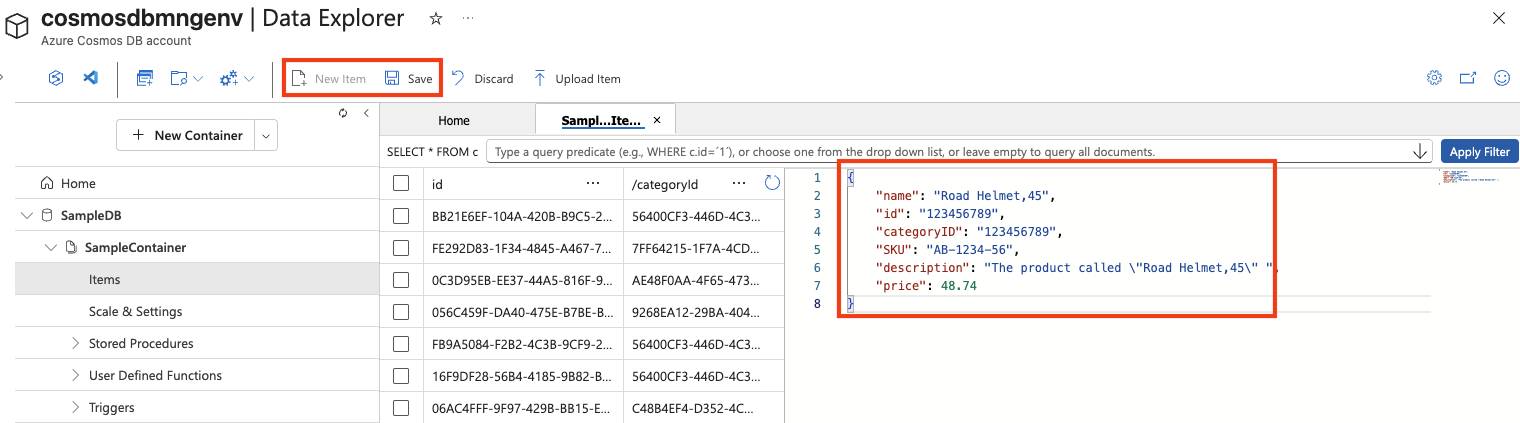 cosmosdbmngenv | Data Explorer
Azure Cosmos DB account
New Item Save Discard Upload Item
New Container
Home
SampleDB
SampleContainer
Items
Scale & Settings
Stored Procedures
User Defined Functions
Triggers
Home Sampl...Ite...
SELECT * FROM c Type a query predicate (e.g., WHERE c.id=´1´), or choose one from the drop down list, or leave empty to query all documents. Apply Filter
id ... /categoryId ...
BB21E6EF-104A-420B-B9C5-2... 56400CF3-446D-4C3...
FE292D83-1F34-4845-A467-7... 7FF64215-1F7A-4CD...
0C3D95EB-EE37-44A5-816F-9... AE48F0AA-4F65-473...
056C459F-DA40-475E-B7BE-B... 9268EA12-29BA-404...
FB9A5084-F2B2-4C3B-9CF9-2... 56400CF3-446D-4C3...
16F9DF28-56B4-4185-9B82-B... 56400CF3-446D-4C3...
06AC4FFF-9F97-429B-BB15-E... C48B4EF4-D352-4C...
1 {
2 "name": "Road Helmet,45",
3 "id": "123456789",
4 "categoryID": "123456789",
5 "SKU": "AB-1234-56",
6 "description": "The product called \"Road Helmet,45\" ",
7 "price": 48.74
8 }